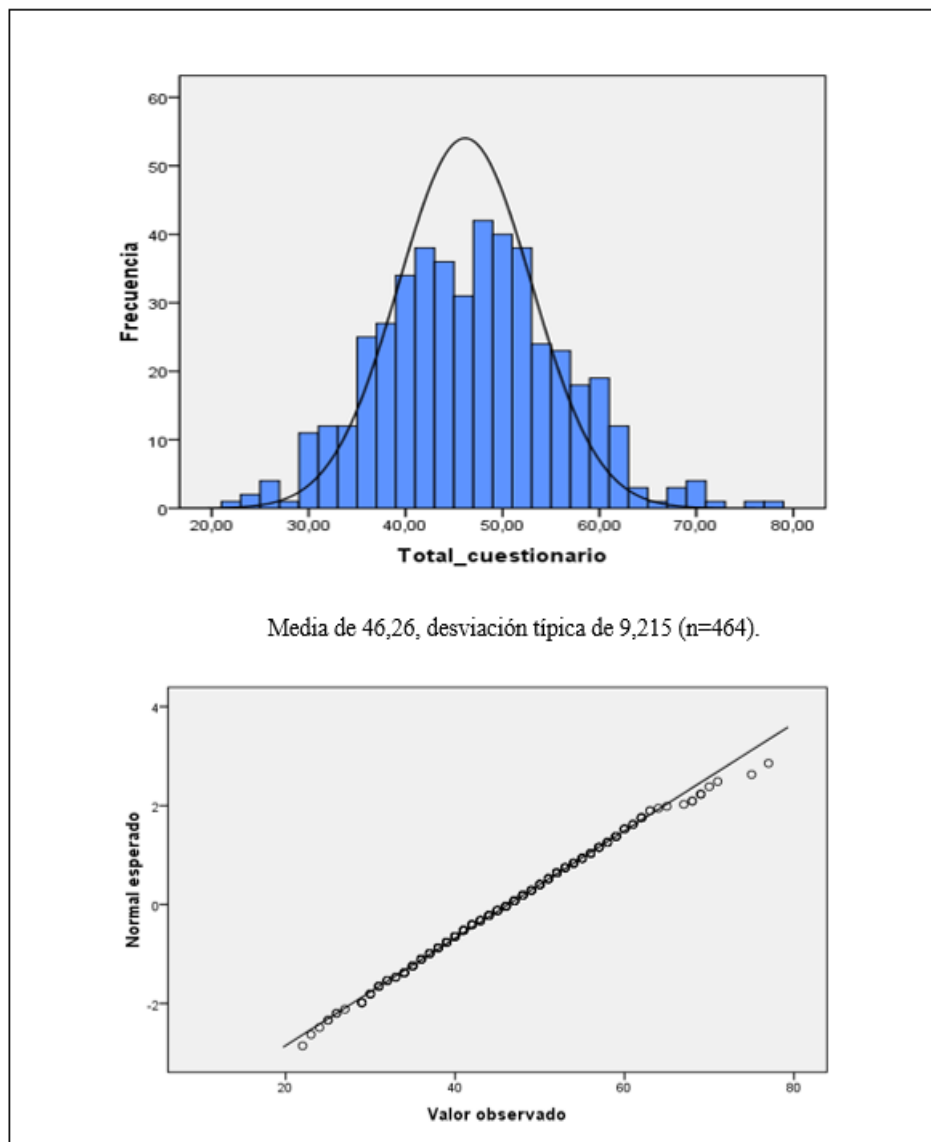 60
50
40
30
20
10
0
Frecuencia
20,00 30,00 40,00 50,00 60,00 70,00 80,00
Total_cuestionario
Media de 46,26, desviación típica de 9,215 (n=464).
4
2
0
-2
Normal esperado
20 40 60 80
Valor observado